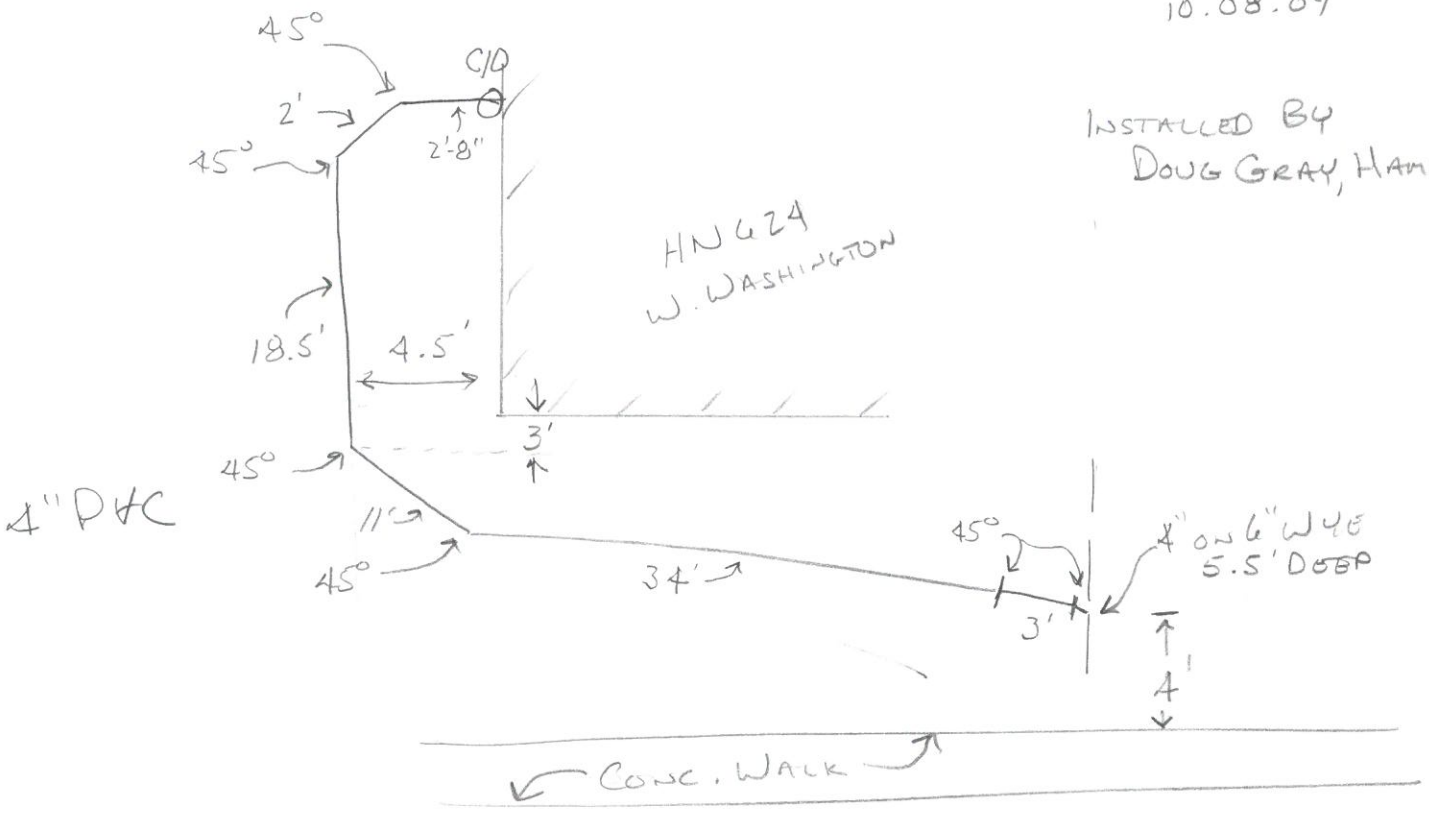 10.08.09
INSTALLED BY
DOUG GRAY, HAM
45°
C/O
2'
2'-8"
45°
HN 624
W. WASHINGTON
18.5'
4.5'
3'
45°
4" PVC
11'
45°
34'
45°
3'
4" ON 6" WYE
5.5' DEEP
4'
CONC. WALK